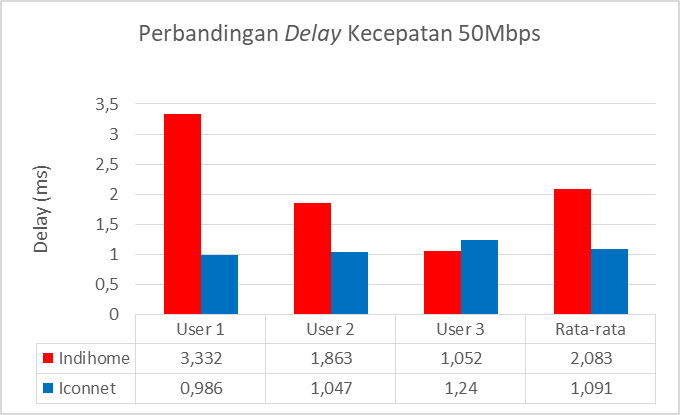 Perbandingan Delay Kecepatan 50Mbps
Delay (ms)
3,5
3
2,5
2
1,5
1
0,5
0
User 1 User 2 User 3 Rata-rata
Indihome 3,332 1,863 1,052 2,083
Iconnet 0,986 1,047 1,24 1,091